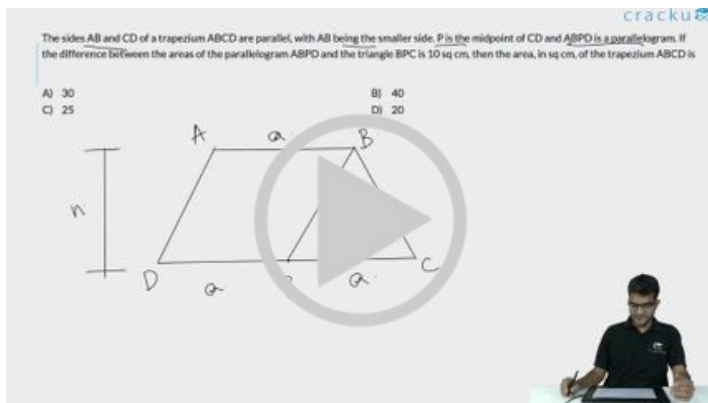 cracku
The sides AB and CD of a trapezium ABCD are parallel, with AB being the smaller side. P is the midpoint of CD and ABPD is a parallelogram. If
the difference between the areas of the parallelogram ABPD and the triangle BPC is 10 sq cm, then the area, in sq cm, of the trapezium ABCD is
A) 30 B) 40
C) 25 D) 20
A a B
h
D a a C